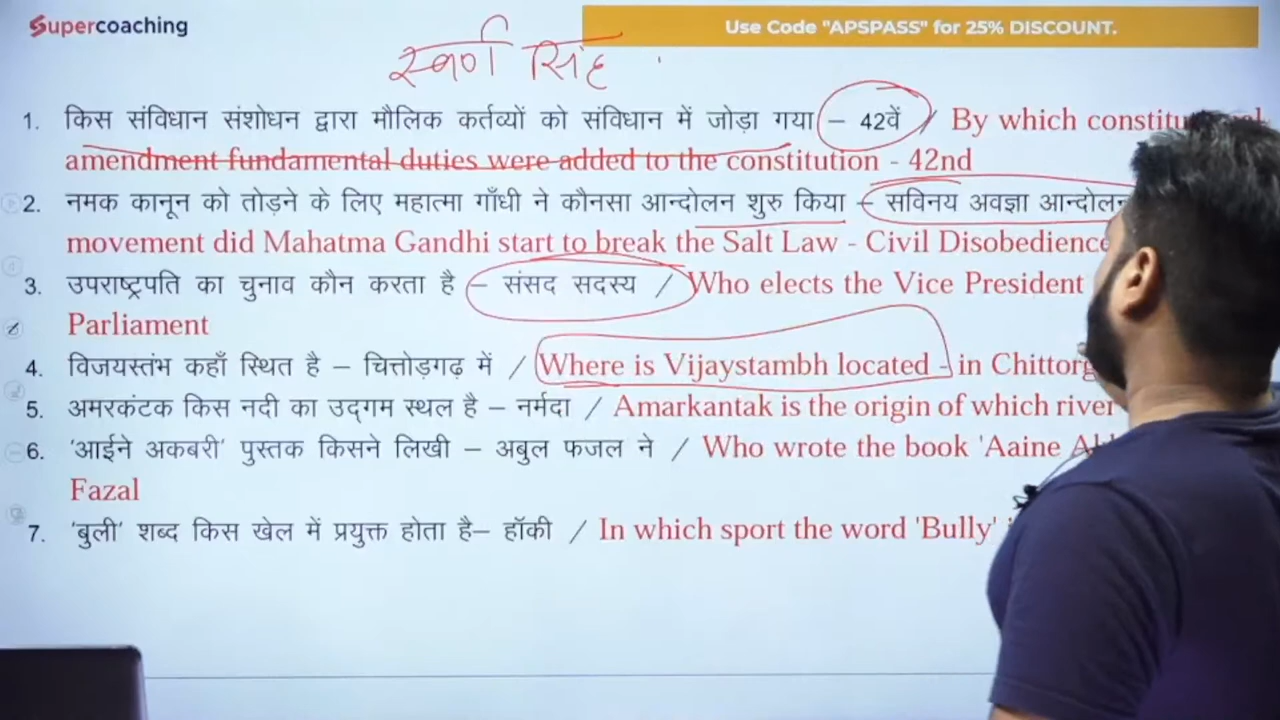 Supercoaching
Use Code "APSPASS" for 25% DISCOUNT.
स्वर्ण सिंह
1. किस संविधान संशोधन द्वारा मौलिक कर्तव्यों को संविधान में जोड़ा गया – 42वें / By which
amendment fundamental duties were added to the constitution - 42nd
2. नमक कानून को तोड़ने के लिए महात्मा गाँधी ने कौनसा आन्दोलन शुरु किया – सविनय अवज्ञा आन्दोलन
movement did Mahatma Gandhi start to break the Salt Law - Civil Disobedience
3. उपराष्ट्रपति का चुनाव कौन करता है – संसद सदस्य / Who elects the Vice President
Parliament
4. विजयस्तंभ कहाँ स्थित है – चित्तोड़गढ़ में / Where is Vijaystambh located - in
5. अमरकंटक किस नदी का उद्गम स्थल है – नर्मदा / Amarkantak is the origin of which river
6. 'आईने अकबरी' पुस्तक किसने लिखी – अबुल फजल ने / Who wrote the book 'Aaine
Fazal
7. 'बुली' शब्द किस खेल में प्रयुक्त होता है– हॉकी / In which sport the word 'Bully'